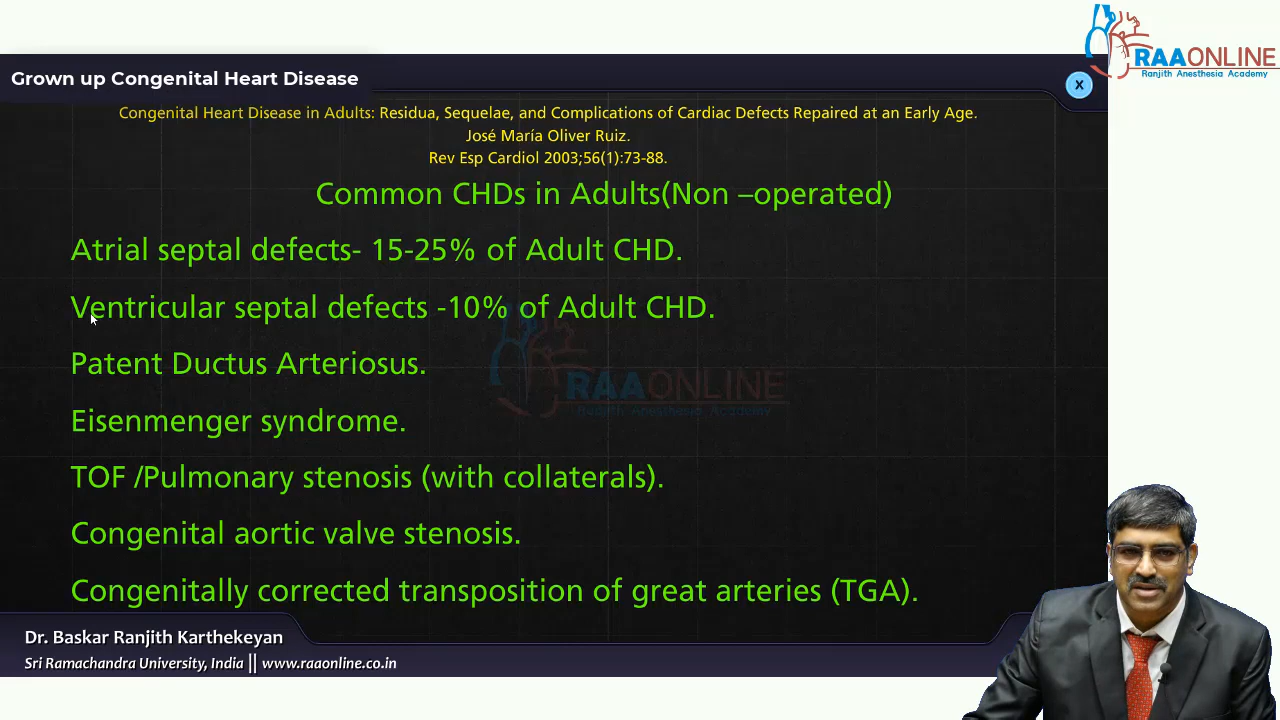 RAAONLINE
Ranjith Anesthesia Academy
Grown up Congenital Heart Disease
X
Congenital Heart Disease in Adults: Residua, Sequelae, and Complications of Cardiac Defects Repaired at an Early Age.
José María Oliver Ruiz.
Rev Esp Cardiol 2003;56(1):73-88.
Common CHDs in Adults(Non –operated)
Atrial septal defects- 15-25% of Adult CHD.
Ventricular septal defects -10% of Adult CHD.
Patent Ductus Arteriosus.
RAAONLINE
Ranjith Anesthesia Academy
Eisenmenger syndrome.
TOF /Pulmonary stenosis (with collaterals).
Congenital aortic valve stenosis.
Congenitally corrected transposition of great arteries (TGA).
Dr. Baskar Ranjith Karthekeyan
Sri Ramachandra University, India || www.raaonline.co.in